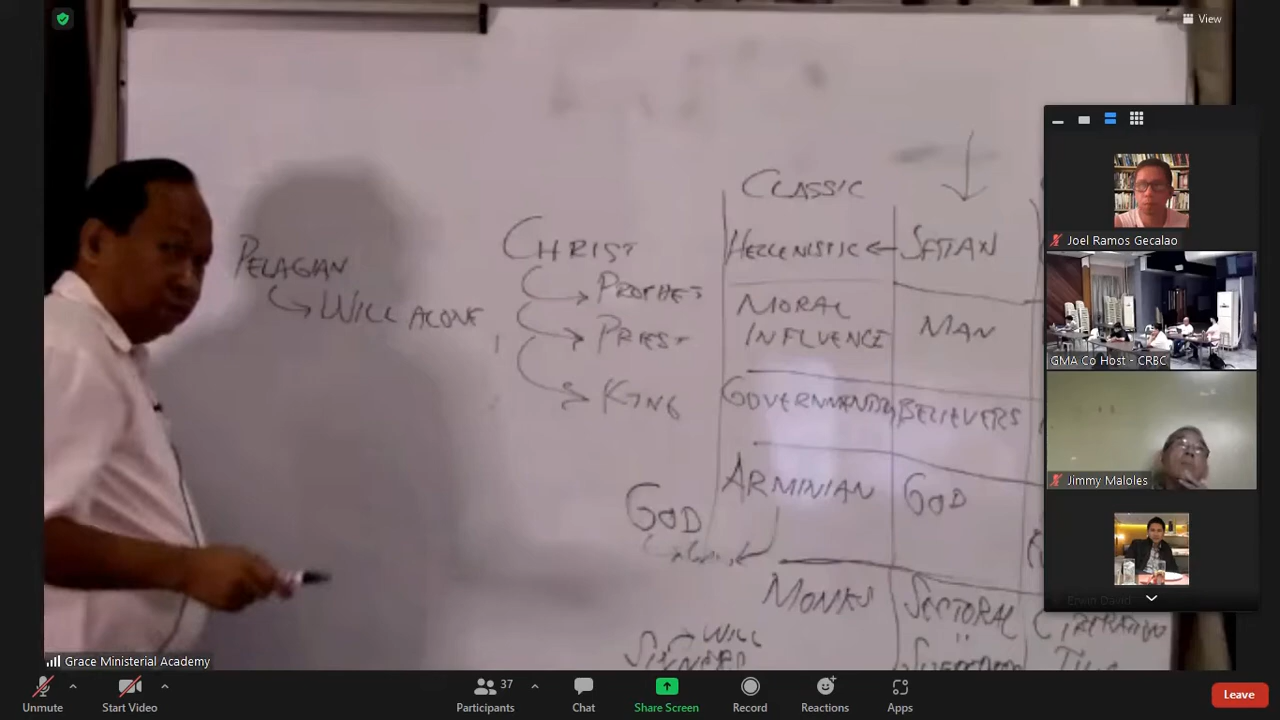 View
CLASSIC
HELLENISTIC ← SATAN
PELAGIAN
↳ WILL ALONE
CHRIST
PROPHET
PRIEST
KING
MORAL
INFLUENCE
MAN
BELIEVERS
ARMINIAN
GOD
GOD
MONKS
WILL
Joel Ramos Gecalao
GMA Co Host - CRBC
Jimmy Maloles
Ervin David
Grace Ministerial Academy
Unmute
Start Video
37
Participants
Chat
Share Screen
Record
Reactions
Apps
Leave